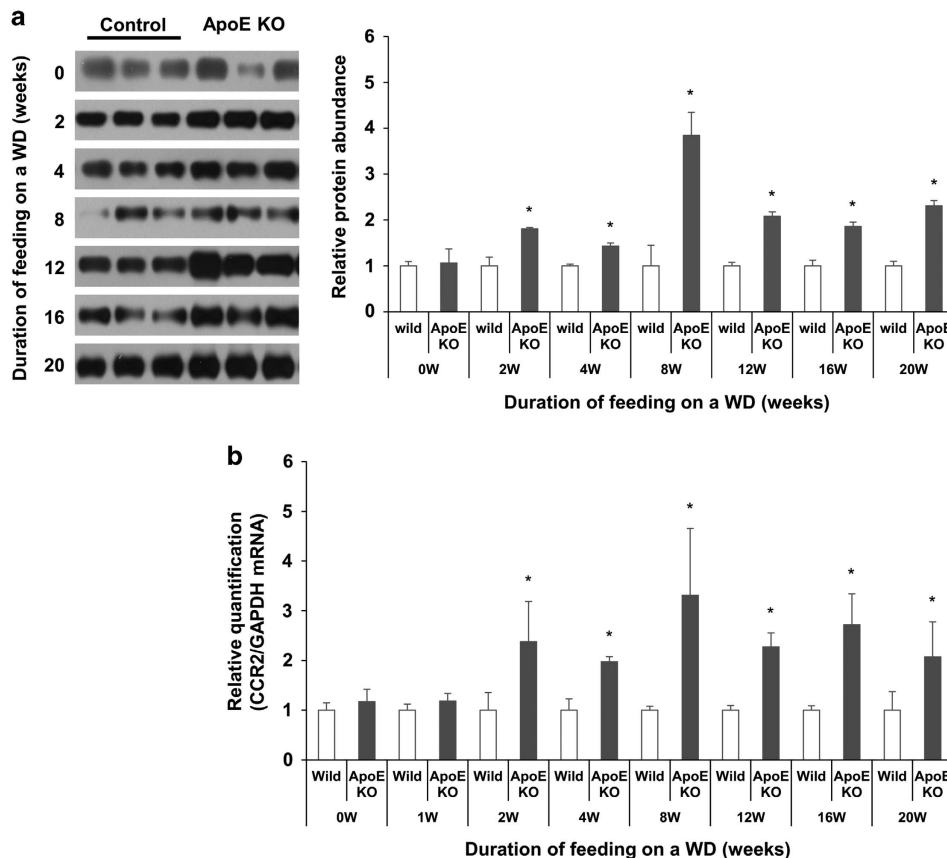 a
Control ApoE KO
Duration of feeding on a WD (weeks)
0
2
4
8
12
16
20
Relative protein abundance
6
5
4
3
2
1
0
* * * * * *
wild ApoE KO wild ApoE KO wild ApoE KO wild ApoE KO wild ApoE KO wild ApoE KO wild ApoE KO
0W 2W 4W 8W 12W 16W 20W
Duration of feeding on a WD (weeks)
b
Relative quantification
(CCR2/GAPDH mRNA)
6
5
4
3
2
1
0
* * * * * *
Wild ApoE KO Wild ApoE KO Wild ApoE KO Wild ApoE KO Wild ApoE KO Wild ApoE KO Wild ApoE KO Wild ApoE KO
0W 1W 2W 4W 8W 12W 16W 20W
Duration of feeding on a WD (weeks)